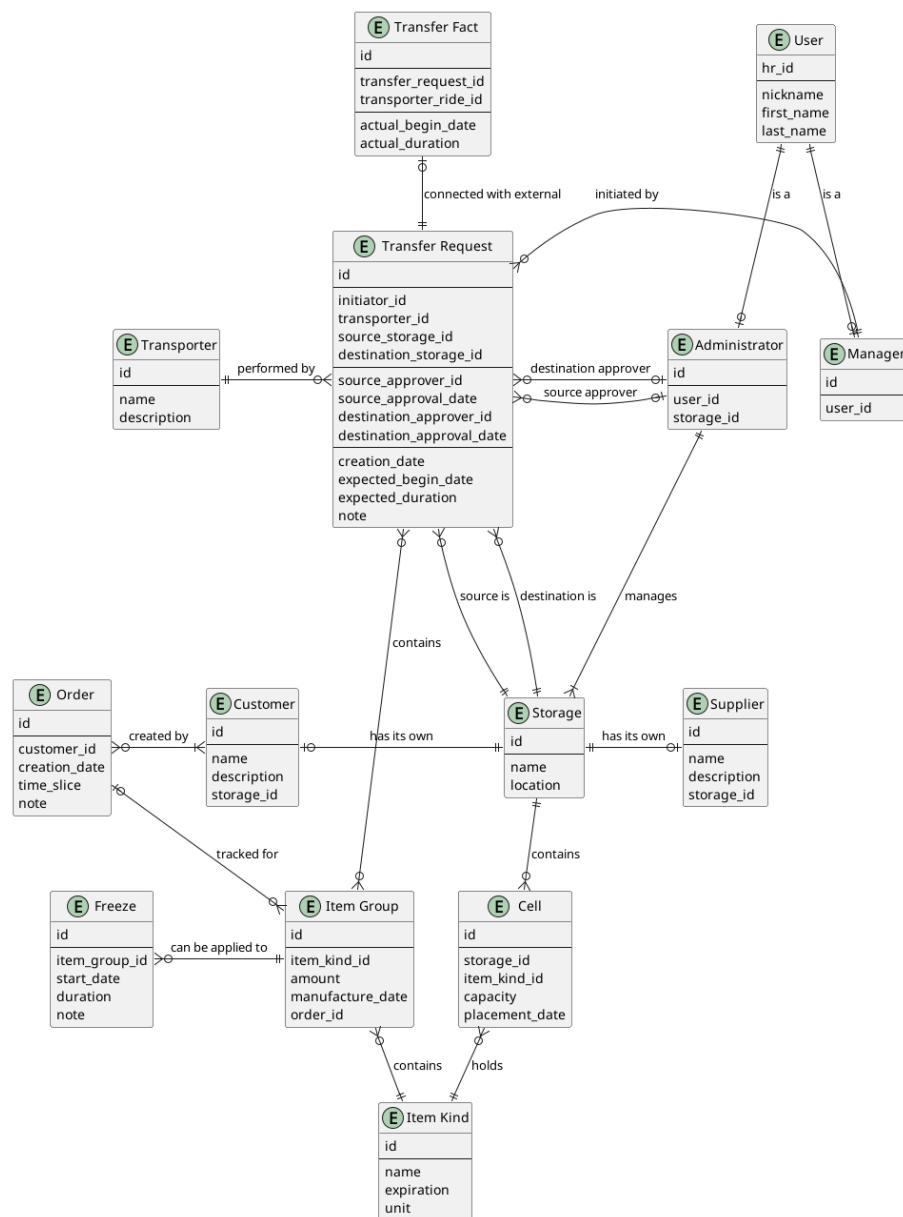 E Transfer Fact
id
transfer_request_id
transporter_ride_id
actual_begin_date
actual_duration
E User
hr_id
nickname
first_name
last_name
connected with external
initiated by
is a
is a
E Transfer Request
id
initiator_id
transporter_id
source_storage_id
destination_storage_id
source_approver_id
source_approval_date
destination_approver_id
destination_approval_date
creation_date
expected_begin_date
expected_duration
note
E Transporter
id
name
description
performed by
destination approver
source approver
E Administrator
id
user_id
storage_id
E Manager
id
user_id
source is
destination is
manages
contains
E Order
id
customer_id
creation_date
time_slice
note
created by
E Customer
id
name
description
storage_id
has its own
E Storage
id
name
location
has its own
E Supplier
id
name
description
storage_id
tracked for
contains
E Freeze
id
item_group_id
start_date
duration
note
can be applied to
E Item Group
id
item_kind_id
amount
manufacture_date
order_id
E Cell
id
storage_id
item_kind_id
capacity
placement_date
contains
holds
E Item Kind
id
name
expiration
unit